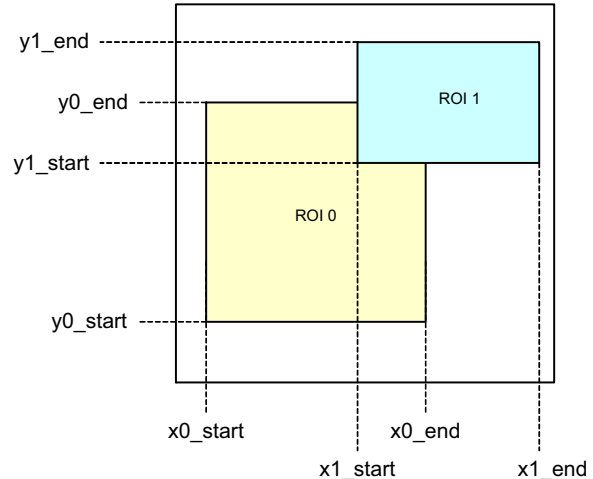 y1_end
y0_end
ROI 1
y1_start
ROI 0
y0_start
x0_start
x0_end
x1_start
x1_end